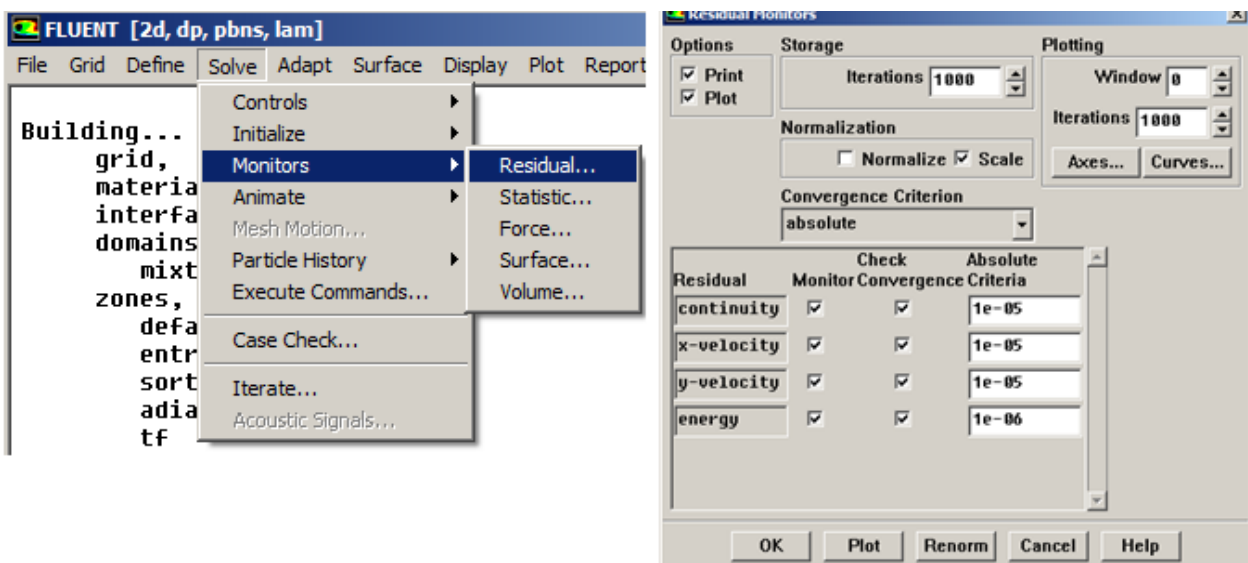 FLUENT [2d, dp, pbns, lam]
File Grid Define Solve Adapt Surface Display Plot Report
Building...
grid,
materia
interfa
domains
mixt
zones,
defa
entr
sort
adia
tf
Controls
Initialize
Monitors
Animate
Mesh Motion...
Particle History
Execute Commands...
Case Check...
Iterate...
Acoustic Signals...
Residual...
Statistic...
Force...
Surface...
Volume...
Residual Monitors
Options
Print
Plot
Storage
Iterations 1000
Normalization
Normalize Scale
Convergence Criterion
absolute
Plotting
Window 0
Iterations 1000
Axes... Curves...
Check Absolute
Residual Monitor Convergence Criteria
continuity 1e-05
x-velocity 1e-05
y-velocity 1e-05
energy 1e-06
OK Plot Renorm Cancel Help